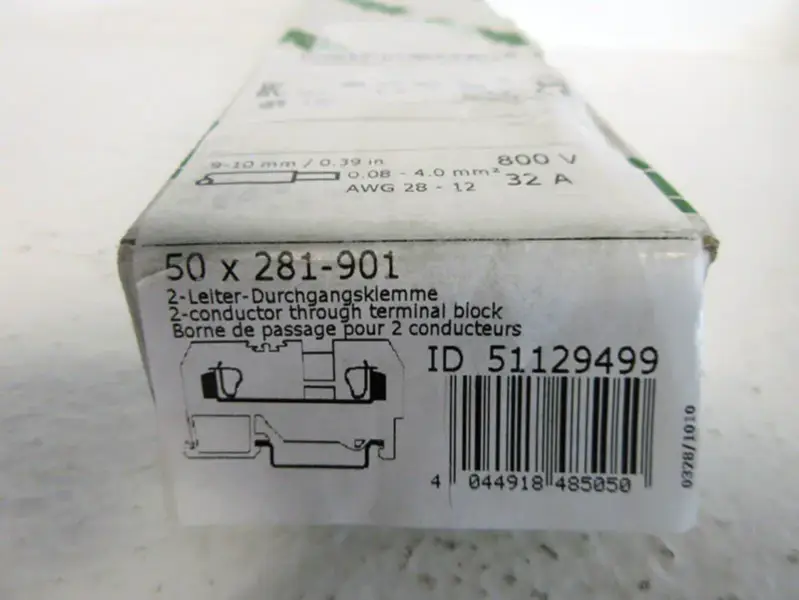 9-10 mm / 0.39 in
0.08 - 4.0 mm²
AWG 28 - 12
800 V
32 A
50 x 281-901
2-Leiter-Durchgangsklemme
2-conductor through terminal block
Borne de passage pour 2 conducteurs
ID 51129499
4 044918 485050
0328/1010